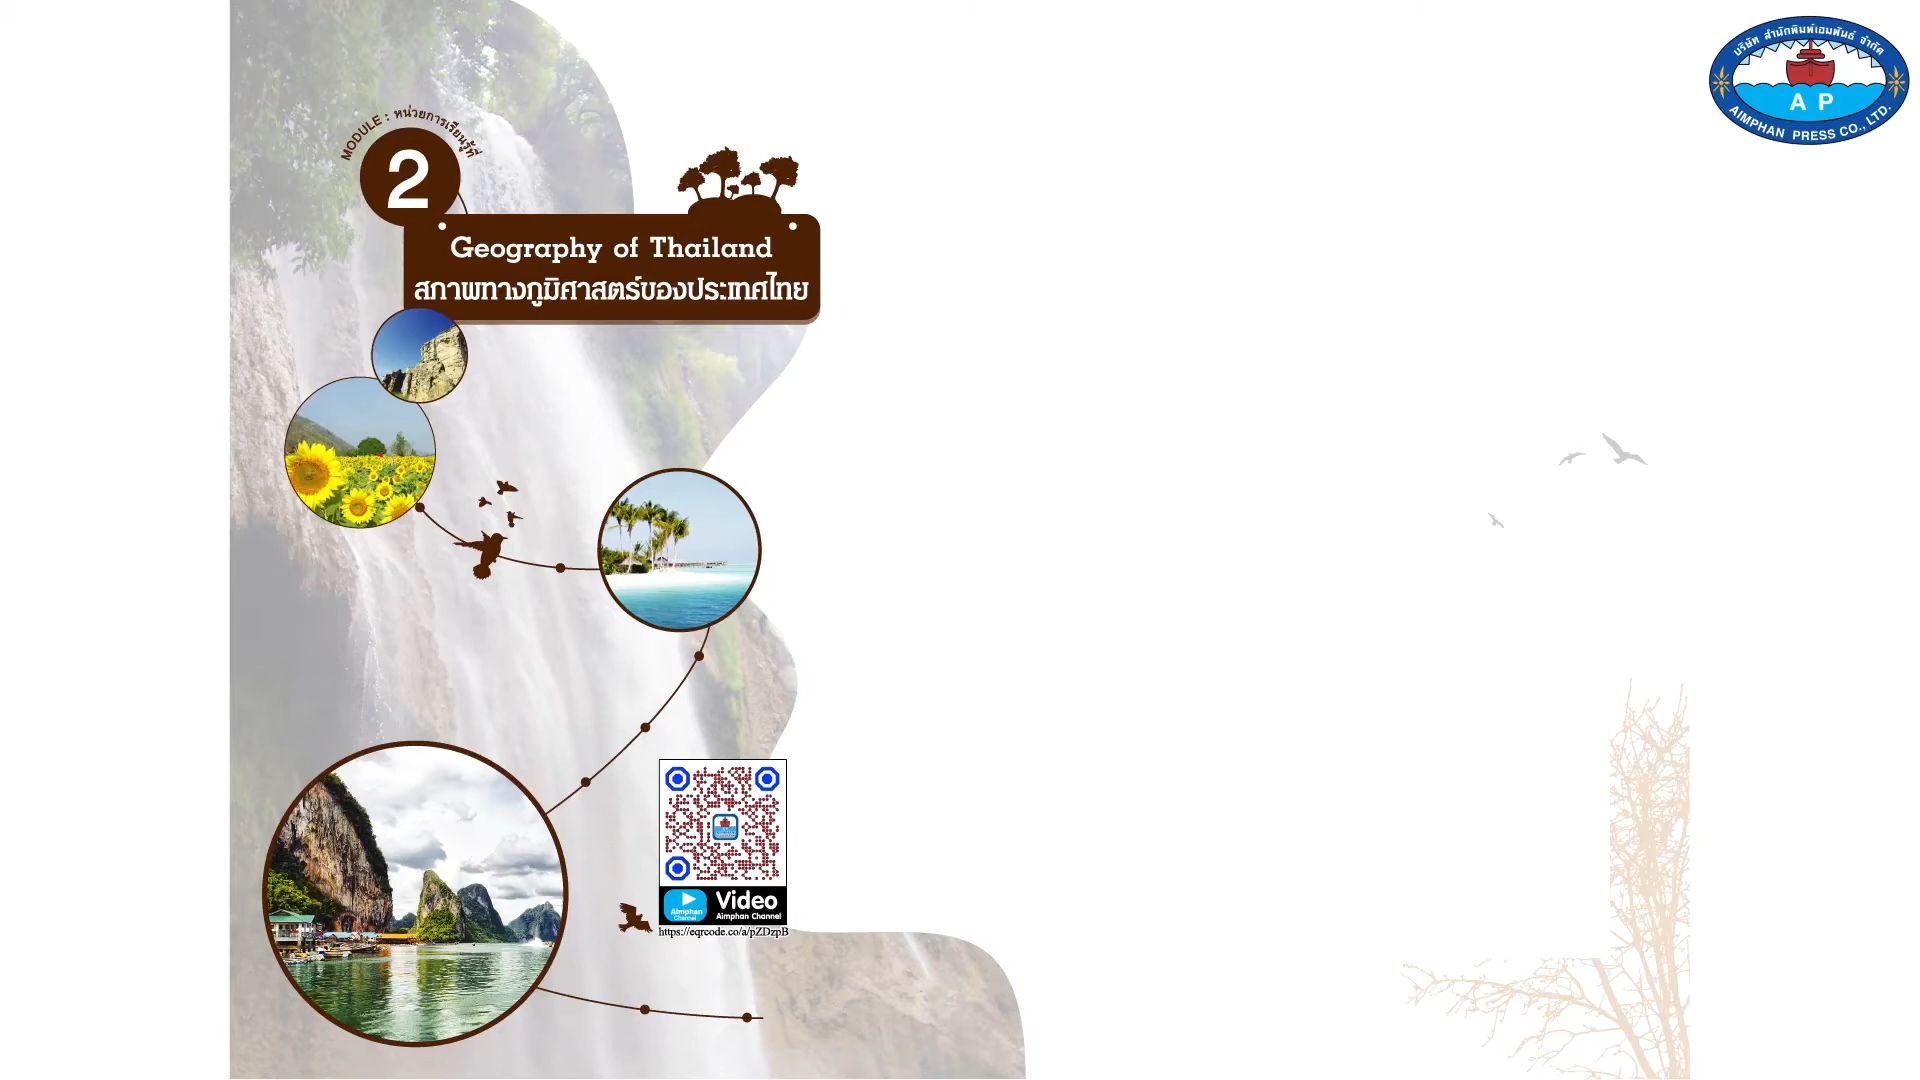 บริษัท สำนักพิมพ์เอมพันธ์ จำกัด
A P
AIMPHAN PRESS CO., LTD.
MODULE : หน่วยการเรียนรู้ที่
2
Geography of Thailand
สภาพทางภูมิศาสตร์ของประเทศไทย
Aimphan
Channel
Video
Aimphan Channel
https://eqrcode.co/a/pZDzpB